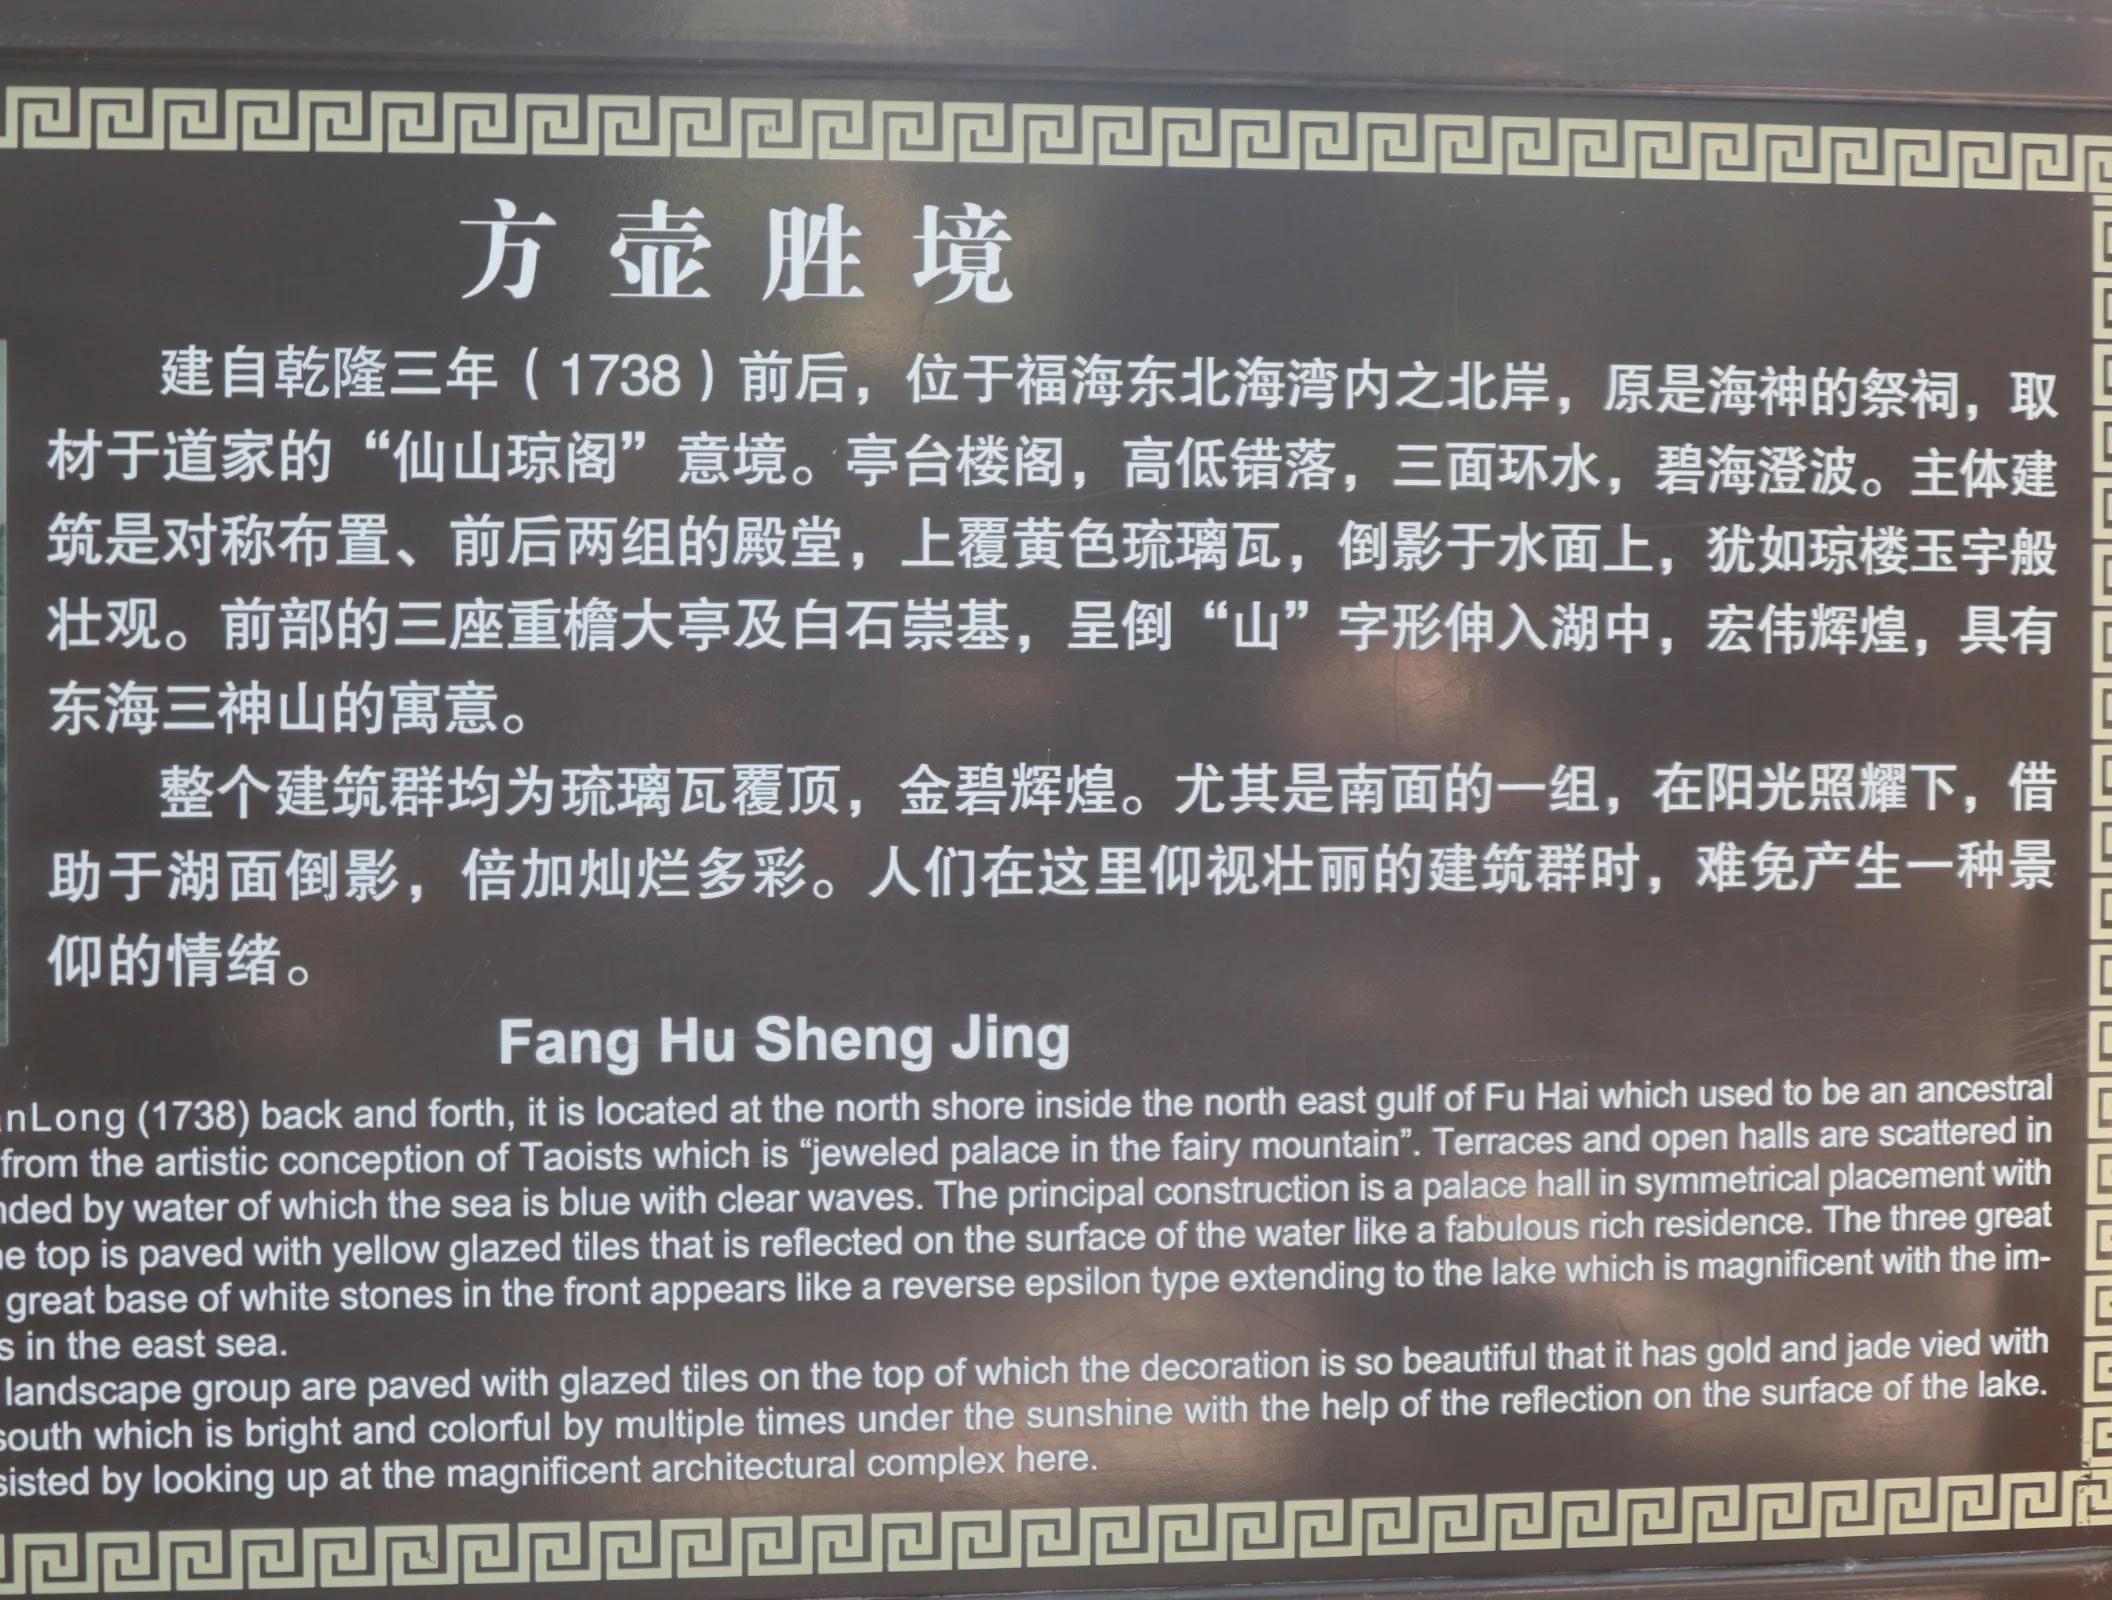 方壶胜境
建自乾隆三年（1738）前后，位于福海东北海湾内之北岸，原是海神的祭祠，取
材于道家的“仙山琼阁”意境。亭台楼阁，高低错落，三面环水，碧海澄波。主体建
筑是对称布置、前后两组的殿堂，上覆黄色琉璃瓦，倒影于水面上，犹如琼楼玉宇般
壮观。前部的三座重檐大亭及白石崇基，呈倒“山”字形伸入湖中，宏伟辉煌，具有
东海三神山的寓意。
整个建筑群均为琉璃瓦覆顶，金碧辉煌。尤其是南面的一组，在阳光照耀下，借
助于湖面倒影，倍加灿烂多彩。人们在这里仰视壮丽的建筑群时，难免产生一种景
仰的情绪。
Fang Hu Sheng Jing
nLong (1738) back and forth, it is located at the north shore inside the north east gulf of Fu Hai which used to be an ancestral
from the artistic conception of Taoists which is “jeweled palace in the fairy mountain”. Terraces and open halls are scattered in
nded by water of which the sea is blue with clear waves. The principal construction is a palace hall in symmetrical placement with
e top is paved with yellow glazed tiles that is reflected on the surface of the water like a fabulous rich residence. The three great
great base of white stones in the front appears like a reverse epsilon type extending to the lake which is magnificent with the im-
s in the east sea.
landscape group are paved with glazed tiles on the top of which the decoration is so beautiful that it has gold and jade vied with
south which is bright and colorful by multiple times under the sunshine with the help of the reflection on the surface of the lake.
sisted by looking up at the magnificent architectural complex here.